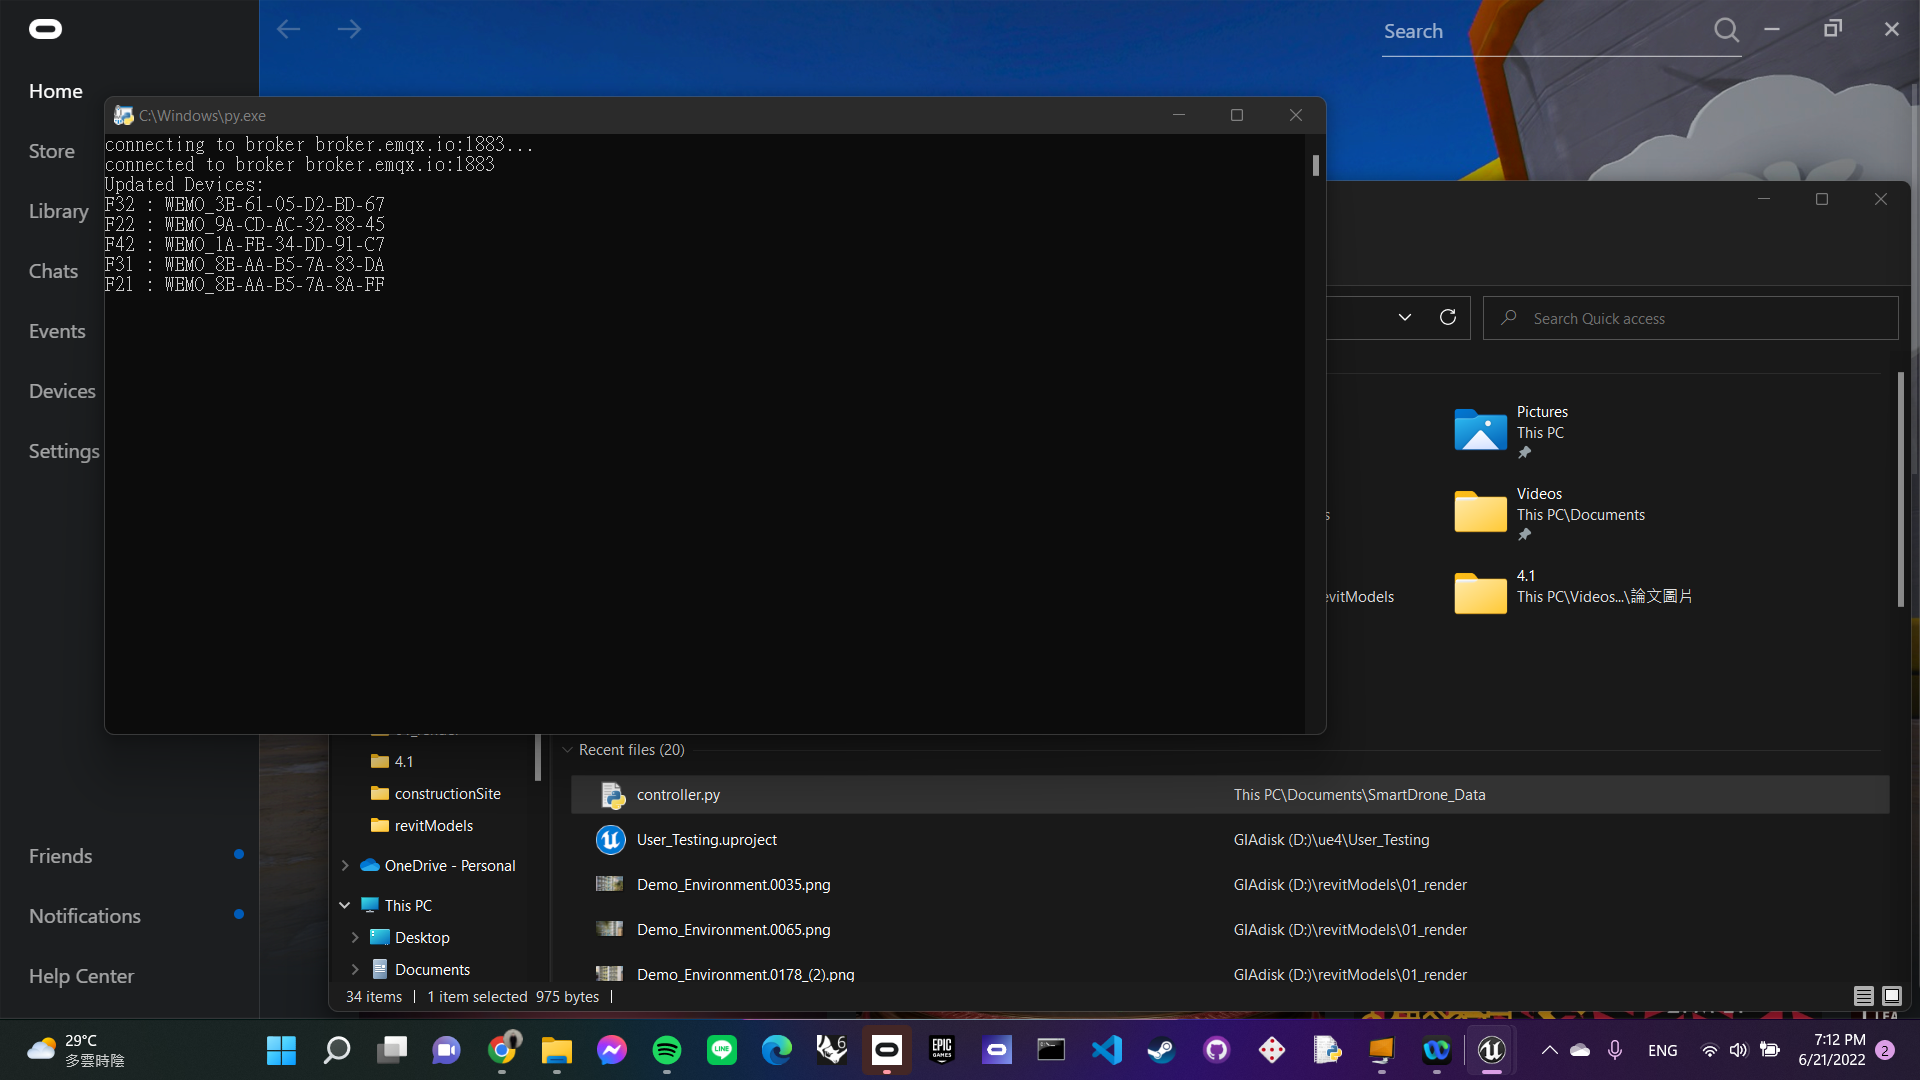 Search
Home
Store
Library
Chats
Events
Devices
Settings
Friends
Notifications
Help Center
C:\Windows\py.exe
connecting to broker broker.emqx.io:1883...
connected to broker broker.emqx.io:1883
Updated Devices:
F32 : WEMO_3E-61-05-D2-BD-67
F22 : WEMO_9A-CD-AC-32-88-45
F42 : WEMO_1A-FE-34-DD-91-C7
F31 : WEMO_8E-AA-B5-7A-83-DA
F21 : WEMO_8E-AA-B5-7A-8A-FF
Search Quick access
Pictures
This PC
Videos
This PC\Documents
evitModels
4.1
This PC\Videos...\論文圖片
4.1
constructionSite
revitModels
OneDrive - Personal
This PC
Desktop
Documents
Recent files (20)
controller.py This PC\Documents\SmartDrone_Data
User_Testing.uproject GIAdisk (D:)\ue4\User_Testing
Demo_Environment.0035.png GIAdisk (D:)\revitModels\01_render
Demo_Environment.0065.png GIAdisk (D:)\revitModels\01_render
Demo_Environment.0178_(2).png GIAdisk (D:)\revitModels\01_render
34 items 1 item selected 975 bytes
29°C
多雲時陰
LINE
EPIC
GAMES
6
ENG
7:12 PM
6/21/2022
2